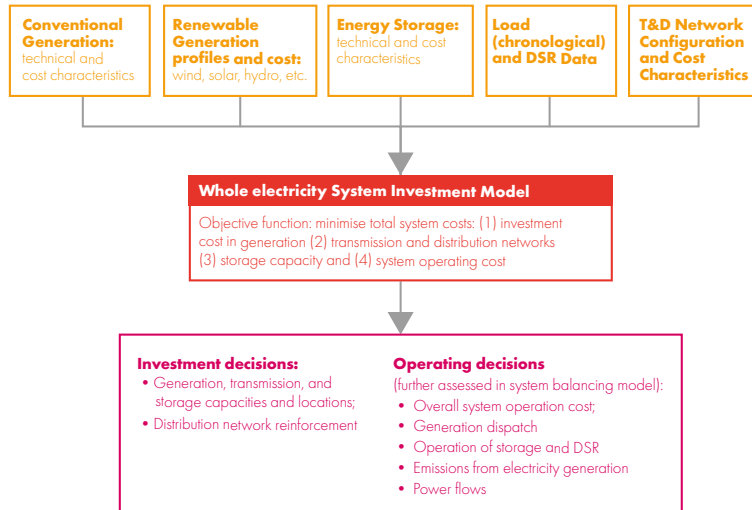 Conventional
Generation:
technical and
cost characteristics
Renewable
Generation
profiles and cost:
wind, solar, hydro, etc.
Energy Storage:
technical and cost
characteristics
Load
(chronological)
and DSR Data
T&D Network
Configuration
and Cost
Characteristics
Whole electricity System Investment Model
Objective function: minimise total system costs: (1) investment
cost in generation (2) transmission and distribution networks
(3) storage capacity and (4) system operating cost
Investment decisions:
• Generation, transmission, and
storage capacities and locations;
• Distribution network reinforcement
Operating decisions
(further assessed in system balancing model):
• Overall system operation cost;
• Generation dispatch
• Operation of storage and DSR
• Emissions from electricity generation
• Power flows